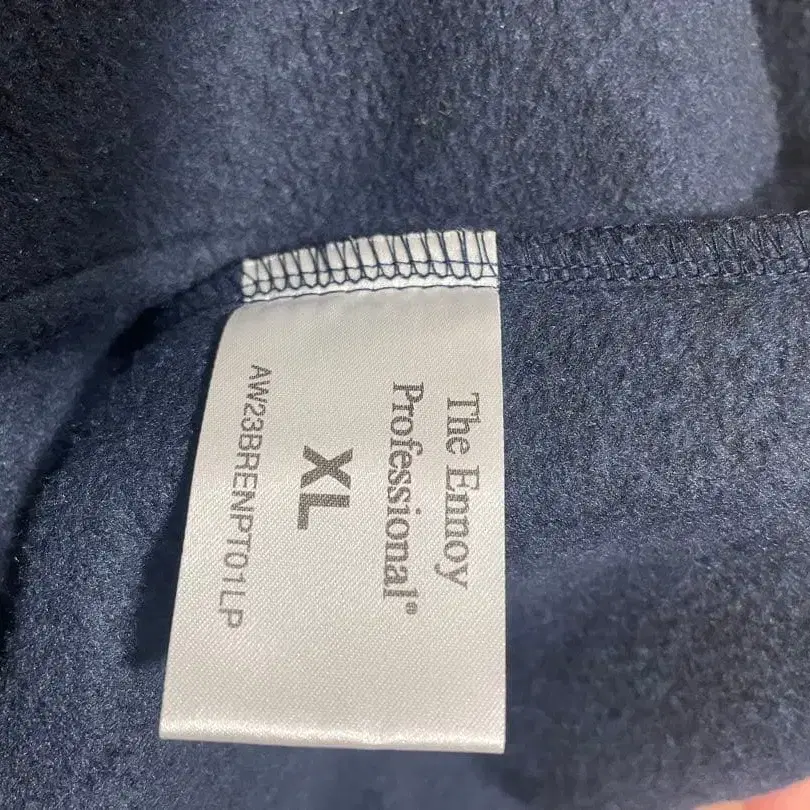 The Ennoy
Professional®
XL
AW23BRENPT01LP